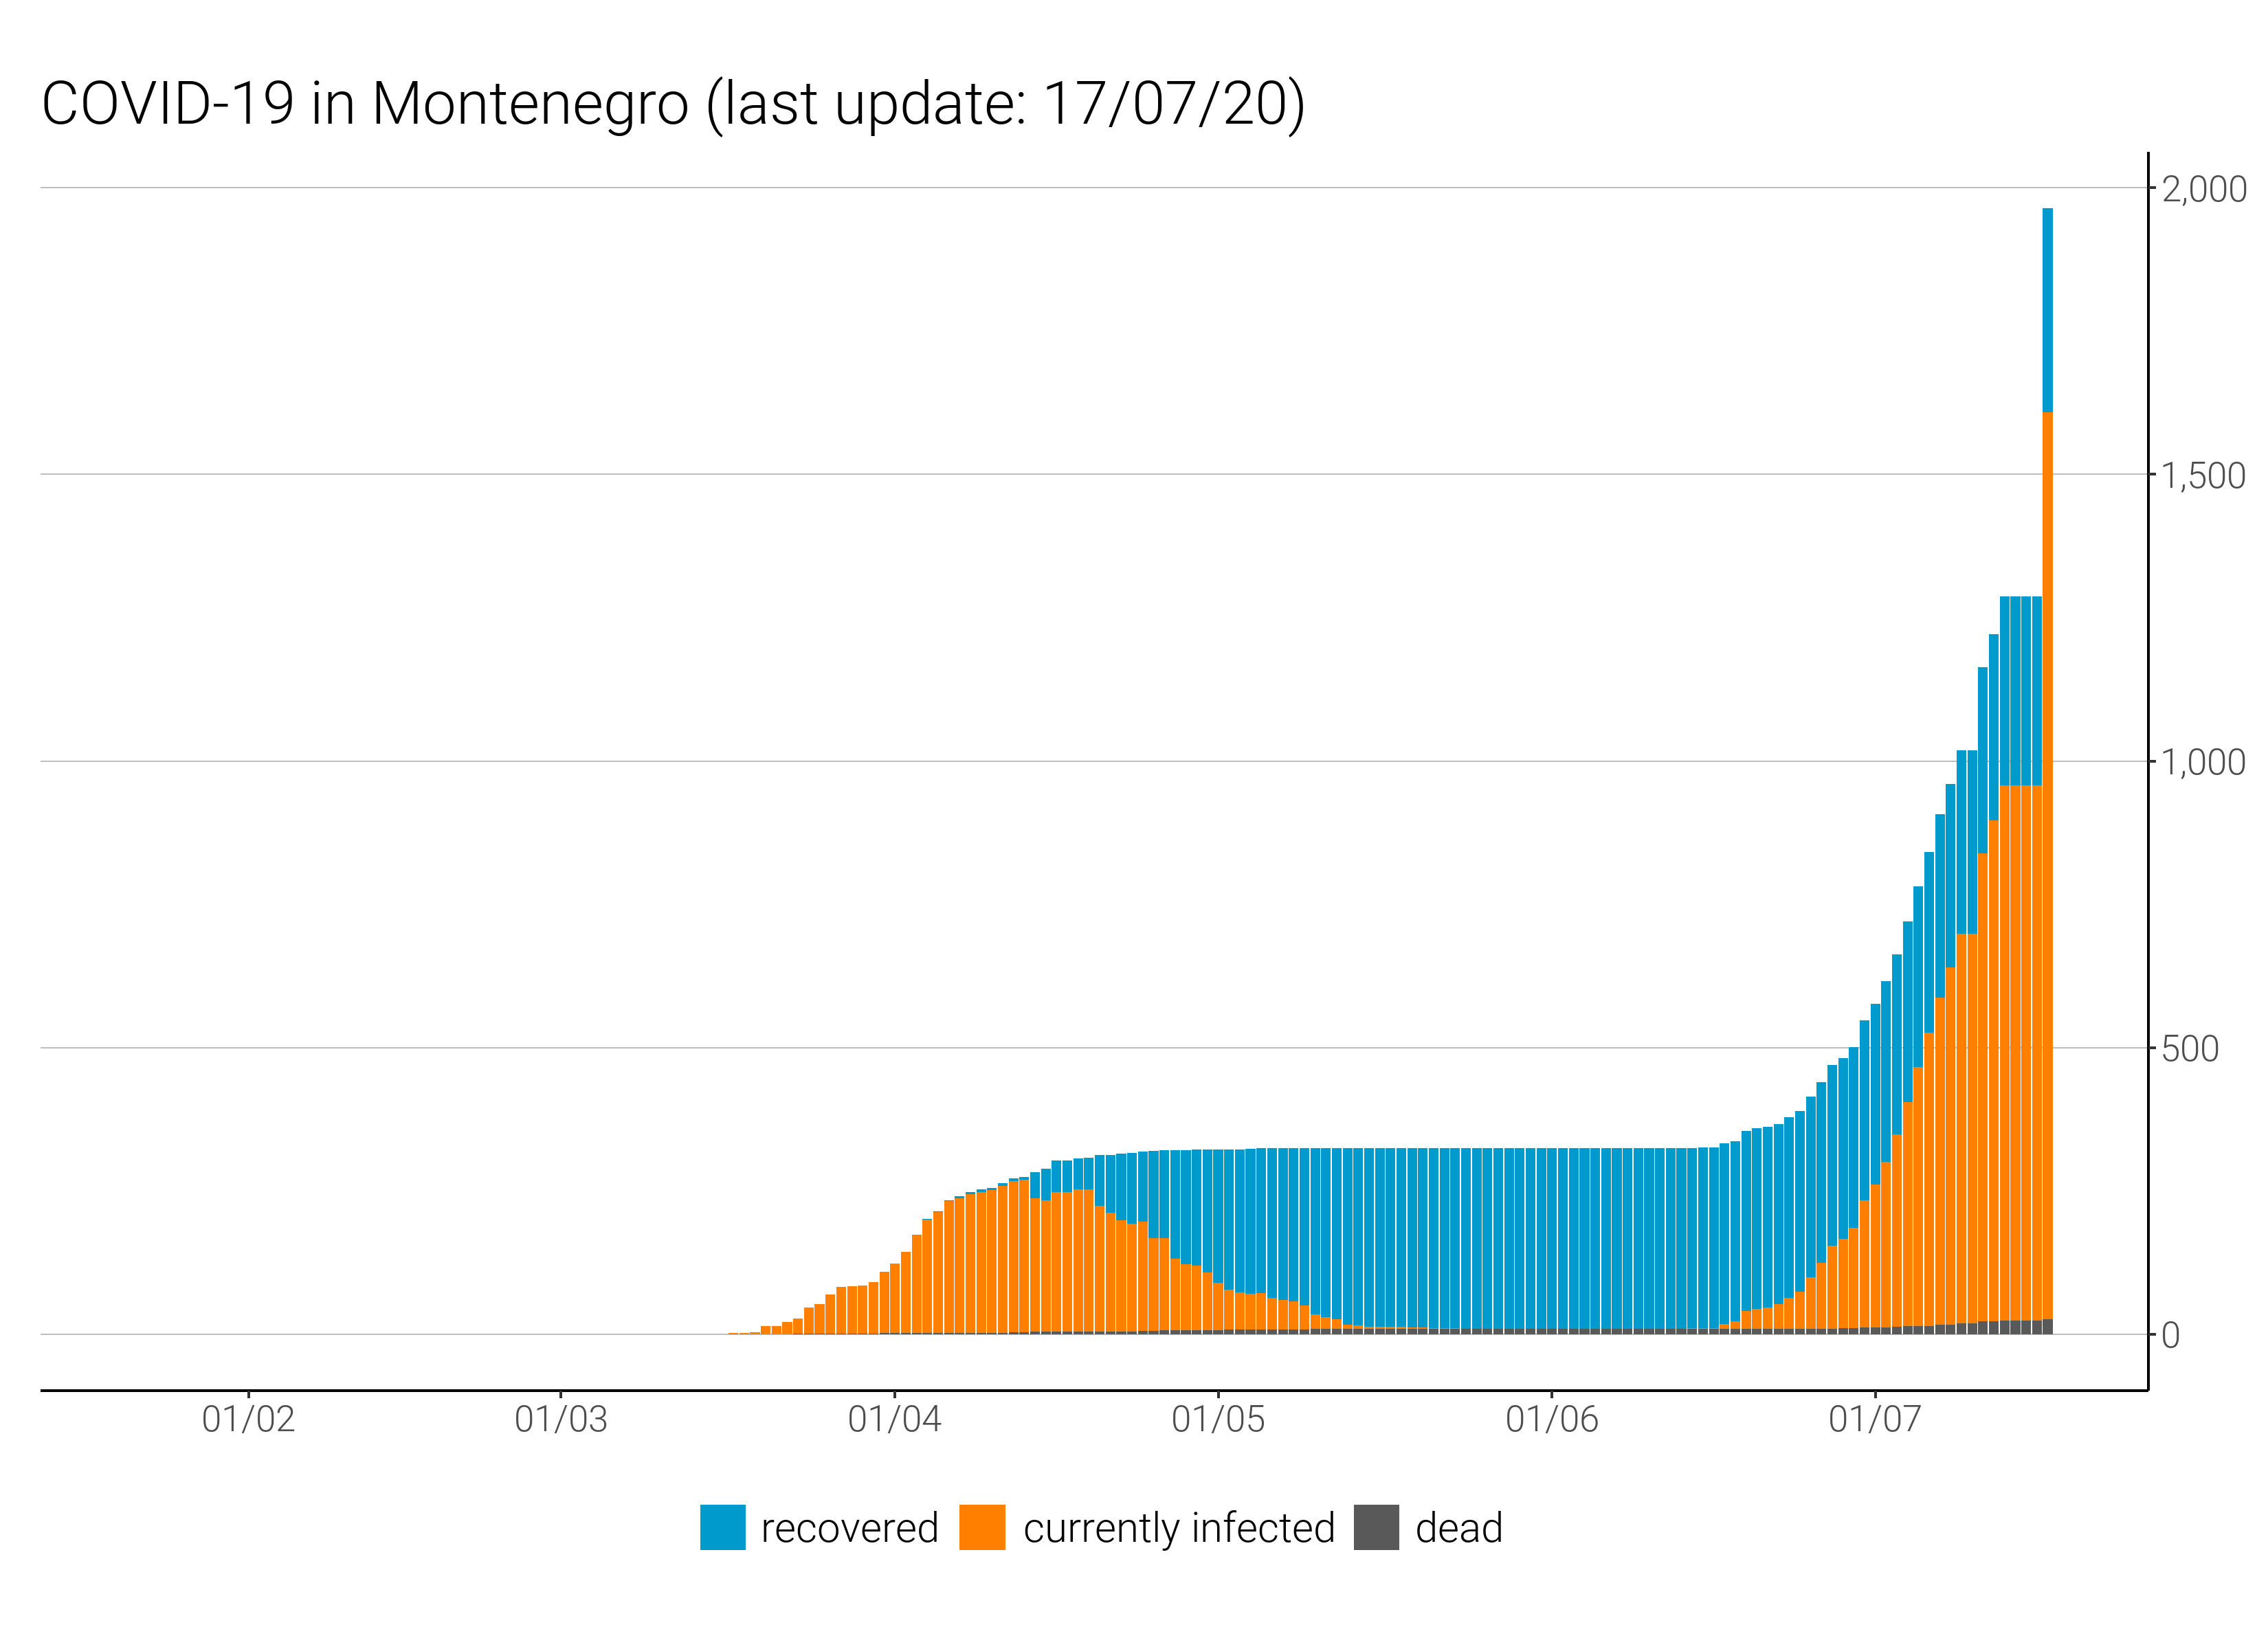 COVID-19 in Montenegro (last update: 17/07/20)
2,000
1,500
1,000
500
0
01/02 01/03 01/04 01/05 01/06 01/07
recovered currently infected dead